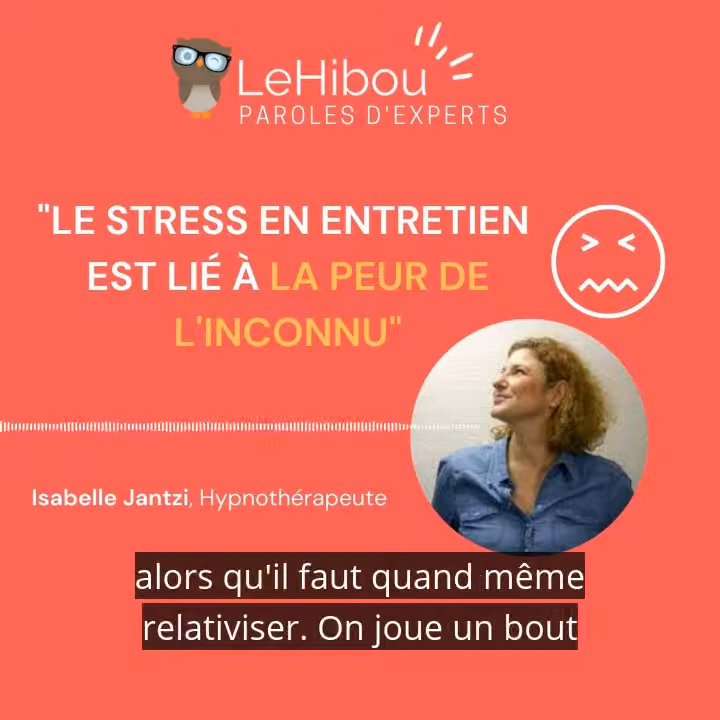 LeHibou
PAROLES D'EXPERTS
"LE STRESS EN ENTRETIEN
EST LIÉ À LA PEUR DE
L'INCONNU"
Isabelle Jantzi, Hypnothérapeute
alors qu'il faut quand même
relativiser. On joue un bout